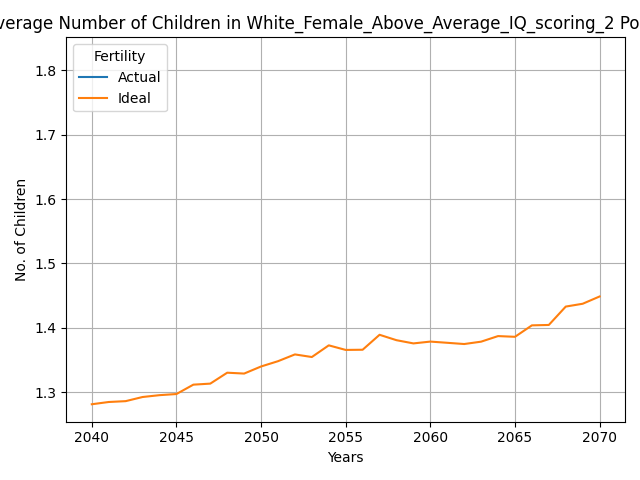 verage Number of Children in White_Female_Above_Average_IQ_scoring_2 Po
Fertility
Actual
Ideal
No. of Children
1.8
1.7
1.6
1.5
1.4
1.3
2040 2045 2050 2055 2060 2065 2070
Years